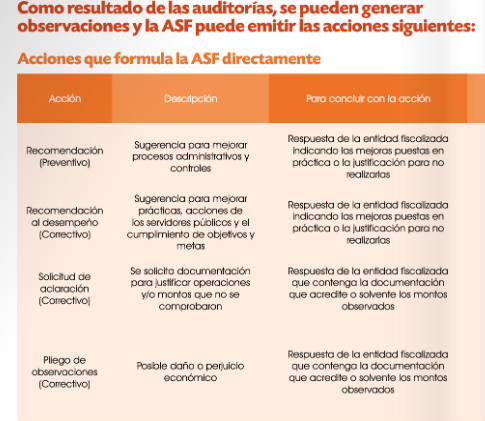 Como resultado de las auditorías, se pueden generar
observaciones y la ASF puede emitir las acciones siguientes:
Acciones que formula la ASF directamente
Acción
Descripción
Para concluir con la acción
Recomendación
(Preventivo)
Sugerencia para mejorar
procesos administrativos y
controles
Respuesta de la entidad fiscalizada
indicando las mejoras puestas en
práctica o la justificación para no
realizarlas
Recomendación
al desempeño
(Correctivo)
Sugerencia para mejorar
prácticas, acciones de
los servidores públicos y el
cumplimiento de objetivos y
metas
Respuesta de la entidad fiscalizada
indicando las mejoras puestas en
práctica o la justificación para no
realizarlas
Solicitud de
aclaración
(Correctivo)
Se solicita documentación
para justificar operaciones
y/o montos que no se
comprobaron
Respuesta de la entidad fiscalizada
que contenga la documentación
que acredite o solvente los montos
observados
Pliego de
observaciones
(Correctivo)
Posible daño o perjuicio
económico
Respuesta de la entidad fiscalizada
que contenga la documentación
que acredite o solvente los montos
observados